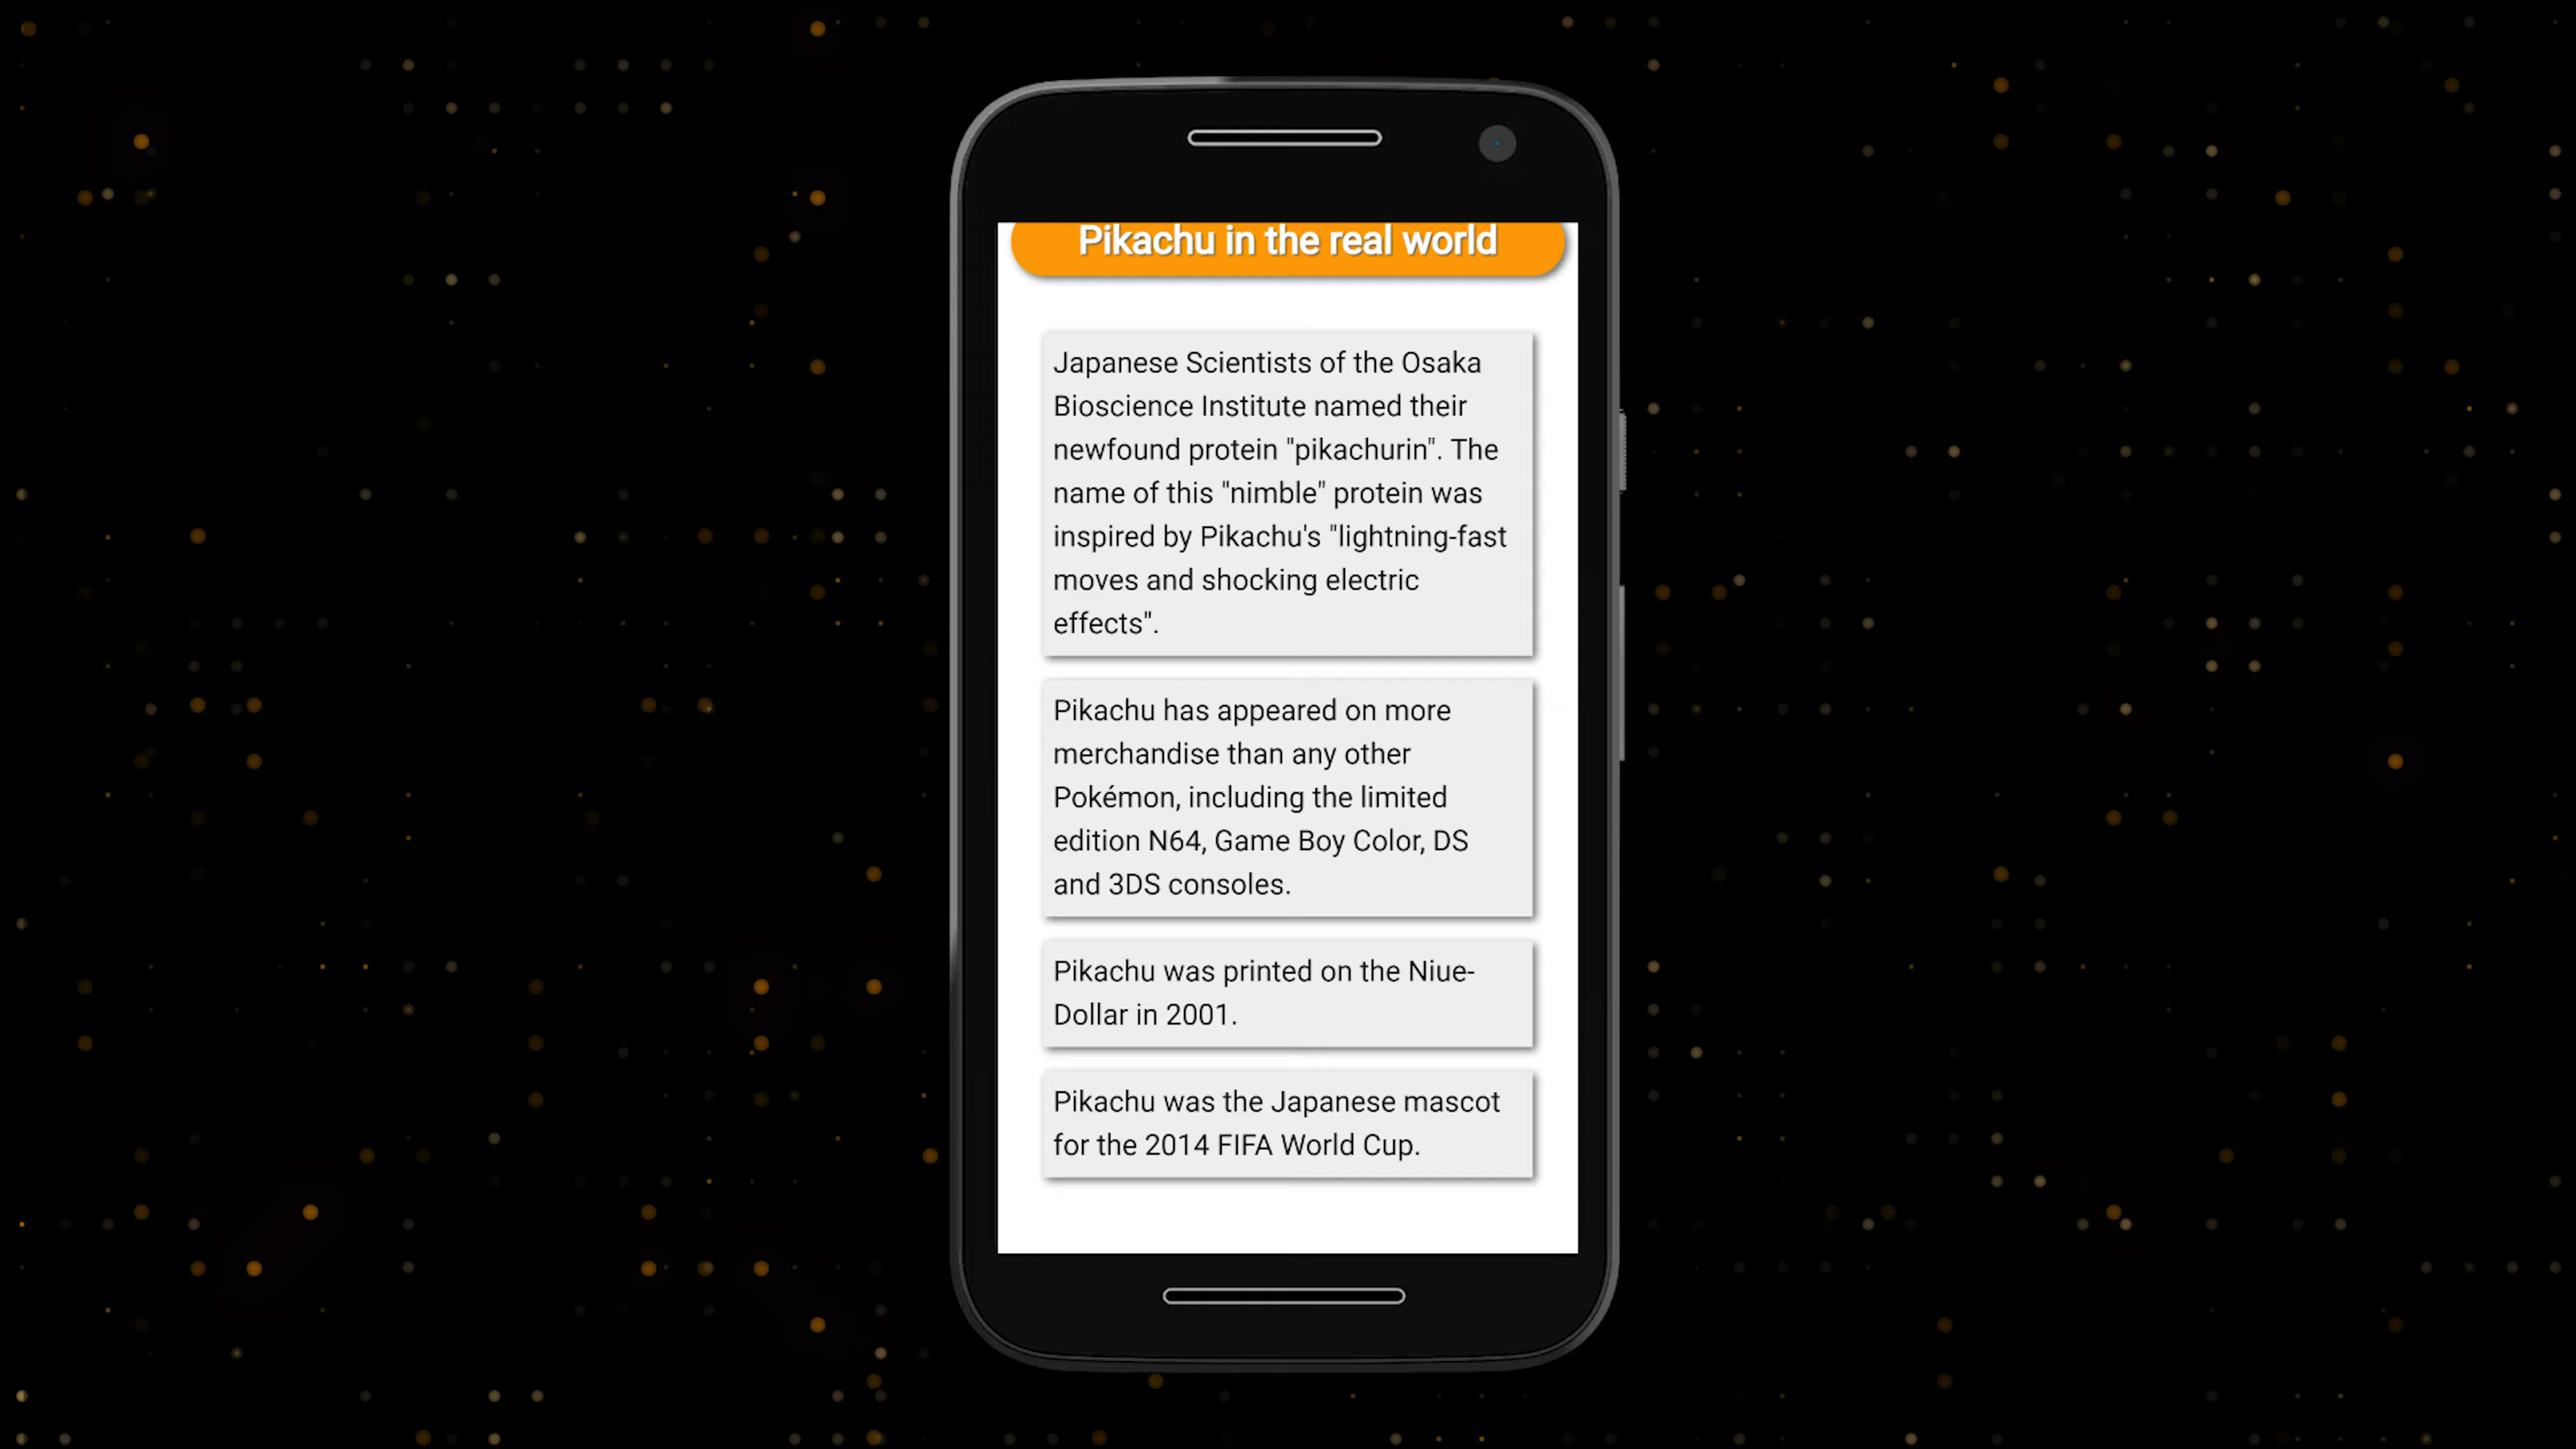 Pikachu in the real world
Japanese Scientists of the Osaka
Bioscience Institute named their
newfound protein "pikachurin". The
name of this "nimble" protein was
inspired by Pikachu's "lightning-fast
moves and shocking electric
effects".
Pikachu has appeared on more
merchandise than any other
Pokémon, including the limited
edition N64, Game Boy Color, DS
and 3DS consoles.
Pikachu was printed on the Niue-
Dollar in 2001.
Pikachu was the Japanese mascot
for the 2014 FIFA World Cup.